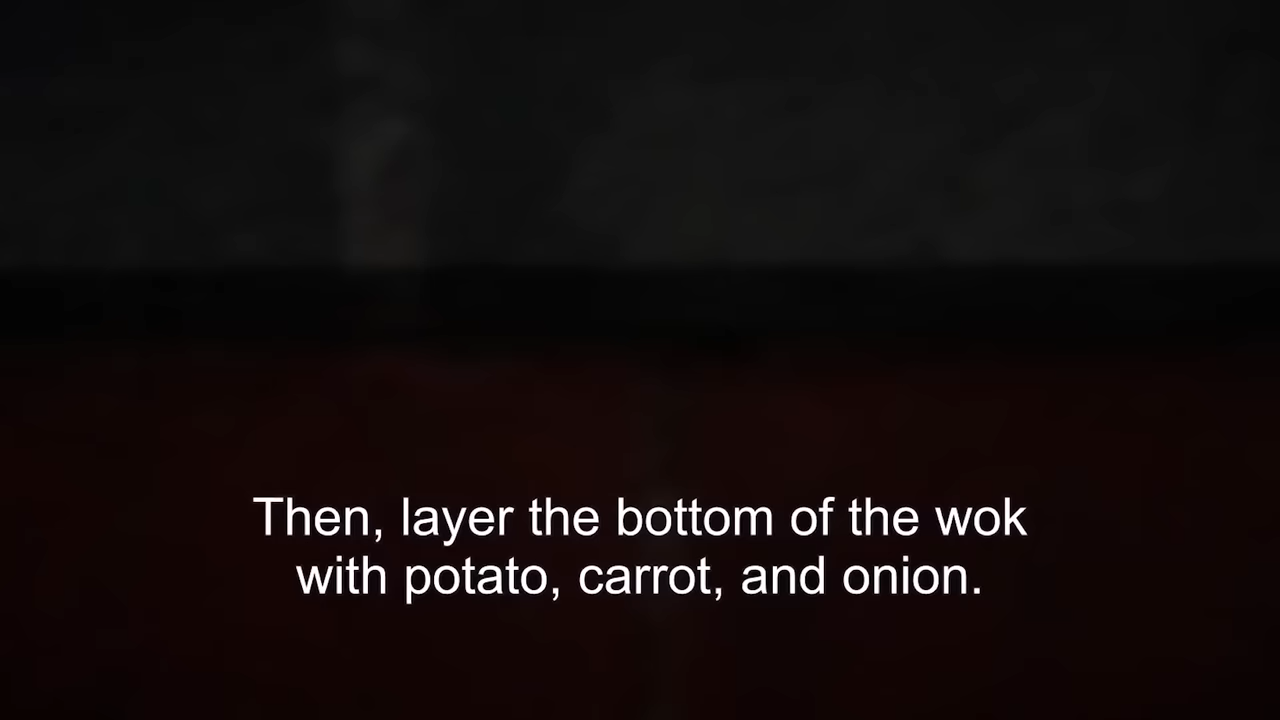 Then, layer the bottom of the wok
with potato, carrot, and onion.